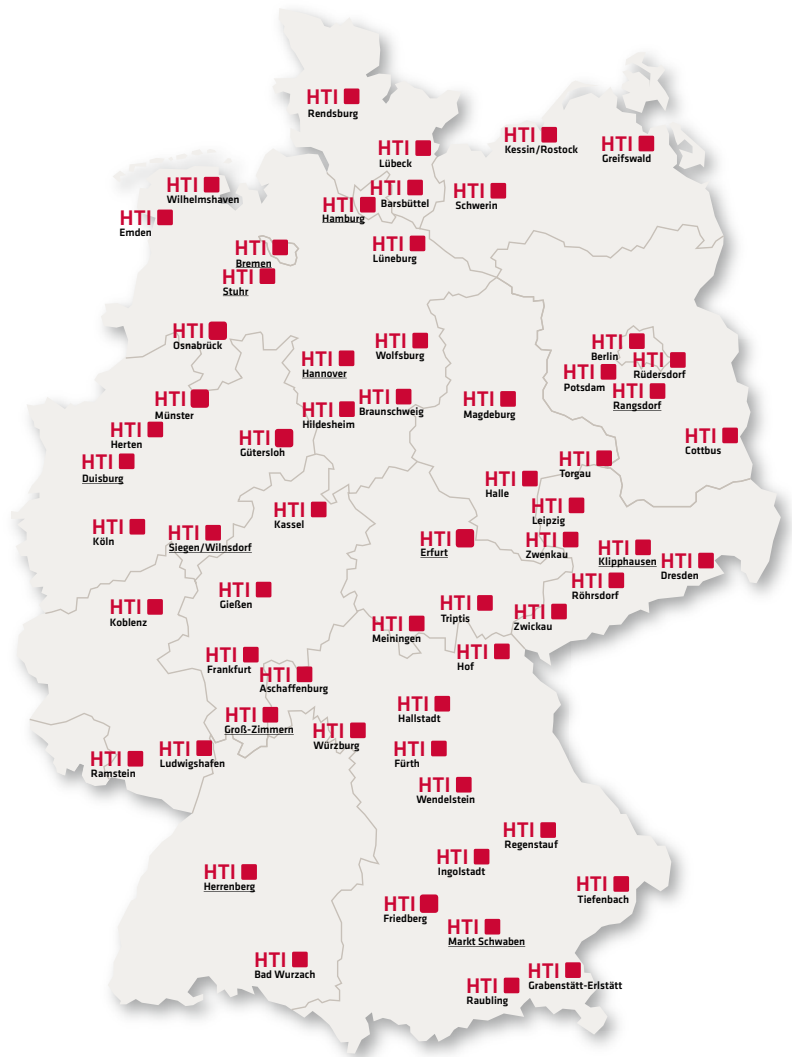 HTI
Rendsburg
HTI
Kessin/Rostock
HTI
Greifswald
HTI
Lübeck
HTI
Wilhelmshaven
HTI
Barsbüttel
HTI
Schwerin
HTI
Hamburg
HTI
Emden
HTI
Lüneburg
HTI
Bremen
HTI
Stuhr
HTI
Osnabrück
HTI
Wolfsburg
HTI
Berlin
HTI
Hannover
HTI
Rüdersdorf
HTI
Potsdam
HTI
Rangsdorf
HTI
Münster
HTI
Braunschweig
HTI
Magdeburg
HTI
Hildesheim
HTI
Herten
HTI
Gütersloh
HTI
Cottbus
HTI
Duisburg
HTI
Torgau
HTI
Halle
HTI
Kassel
HTI
Leipzig
HTI
Köln
HTI
Siegen/Wilnsdorf
HTI
Erfurt
HTI
Zwenkau
HTI
Klipphausen
HTI
Dresden
HTI
Röhrsdorf
HTI
Gießen
HTI
Koblenz
HTI
Triptis
HTI
Zwickau
HTI
Meiningen
HTI
Hof
HTI
Frankfurt
HTI
Aschaffenburg
HTI
Hallstadt
HTI
Groß-Zimmern
HTI
Würzburg
HTI
Ludwigshafen
HTI
Fürth
HTI
Ramstein
HTI
Wendelstein
HTI
Regenstauf
HTI
Ingolstadt
HTI
Herrenberg
HTI
Tiefenbach
HTI
Friedberg
HTI
Markt Schwaben
HTI
Bad Wurzach
HTI
Grabenstätt-Erlstätt
HTI
Raubling